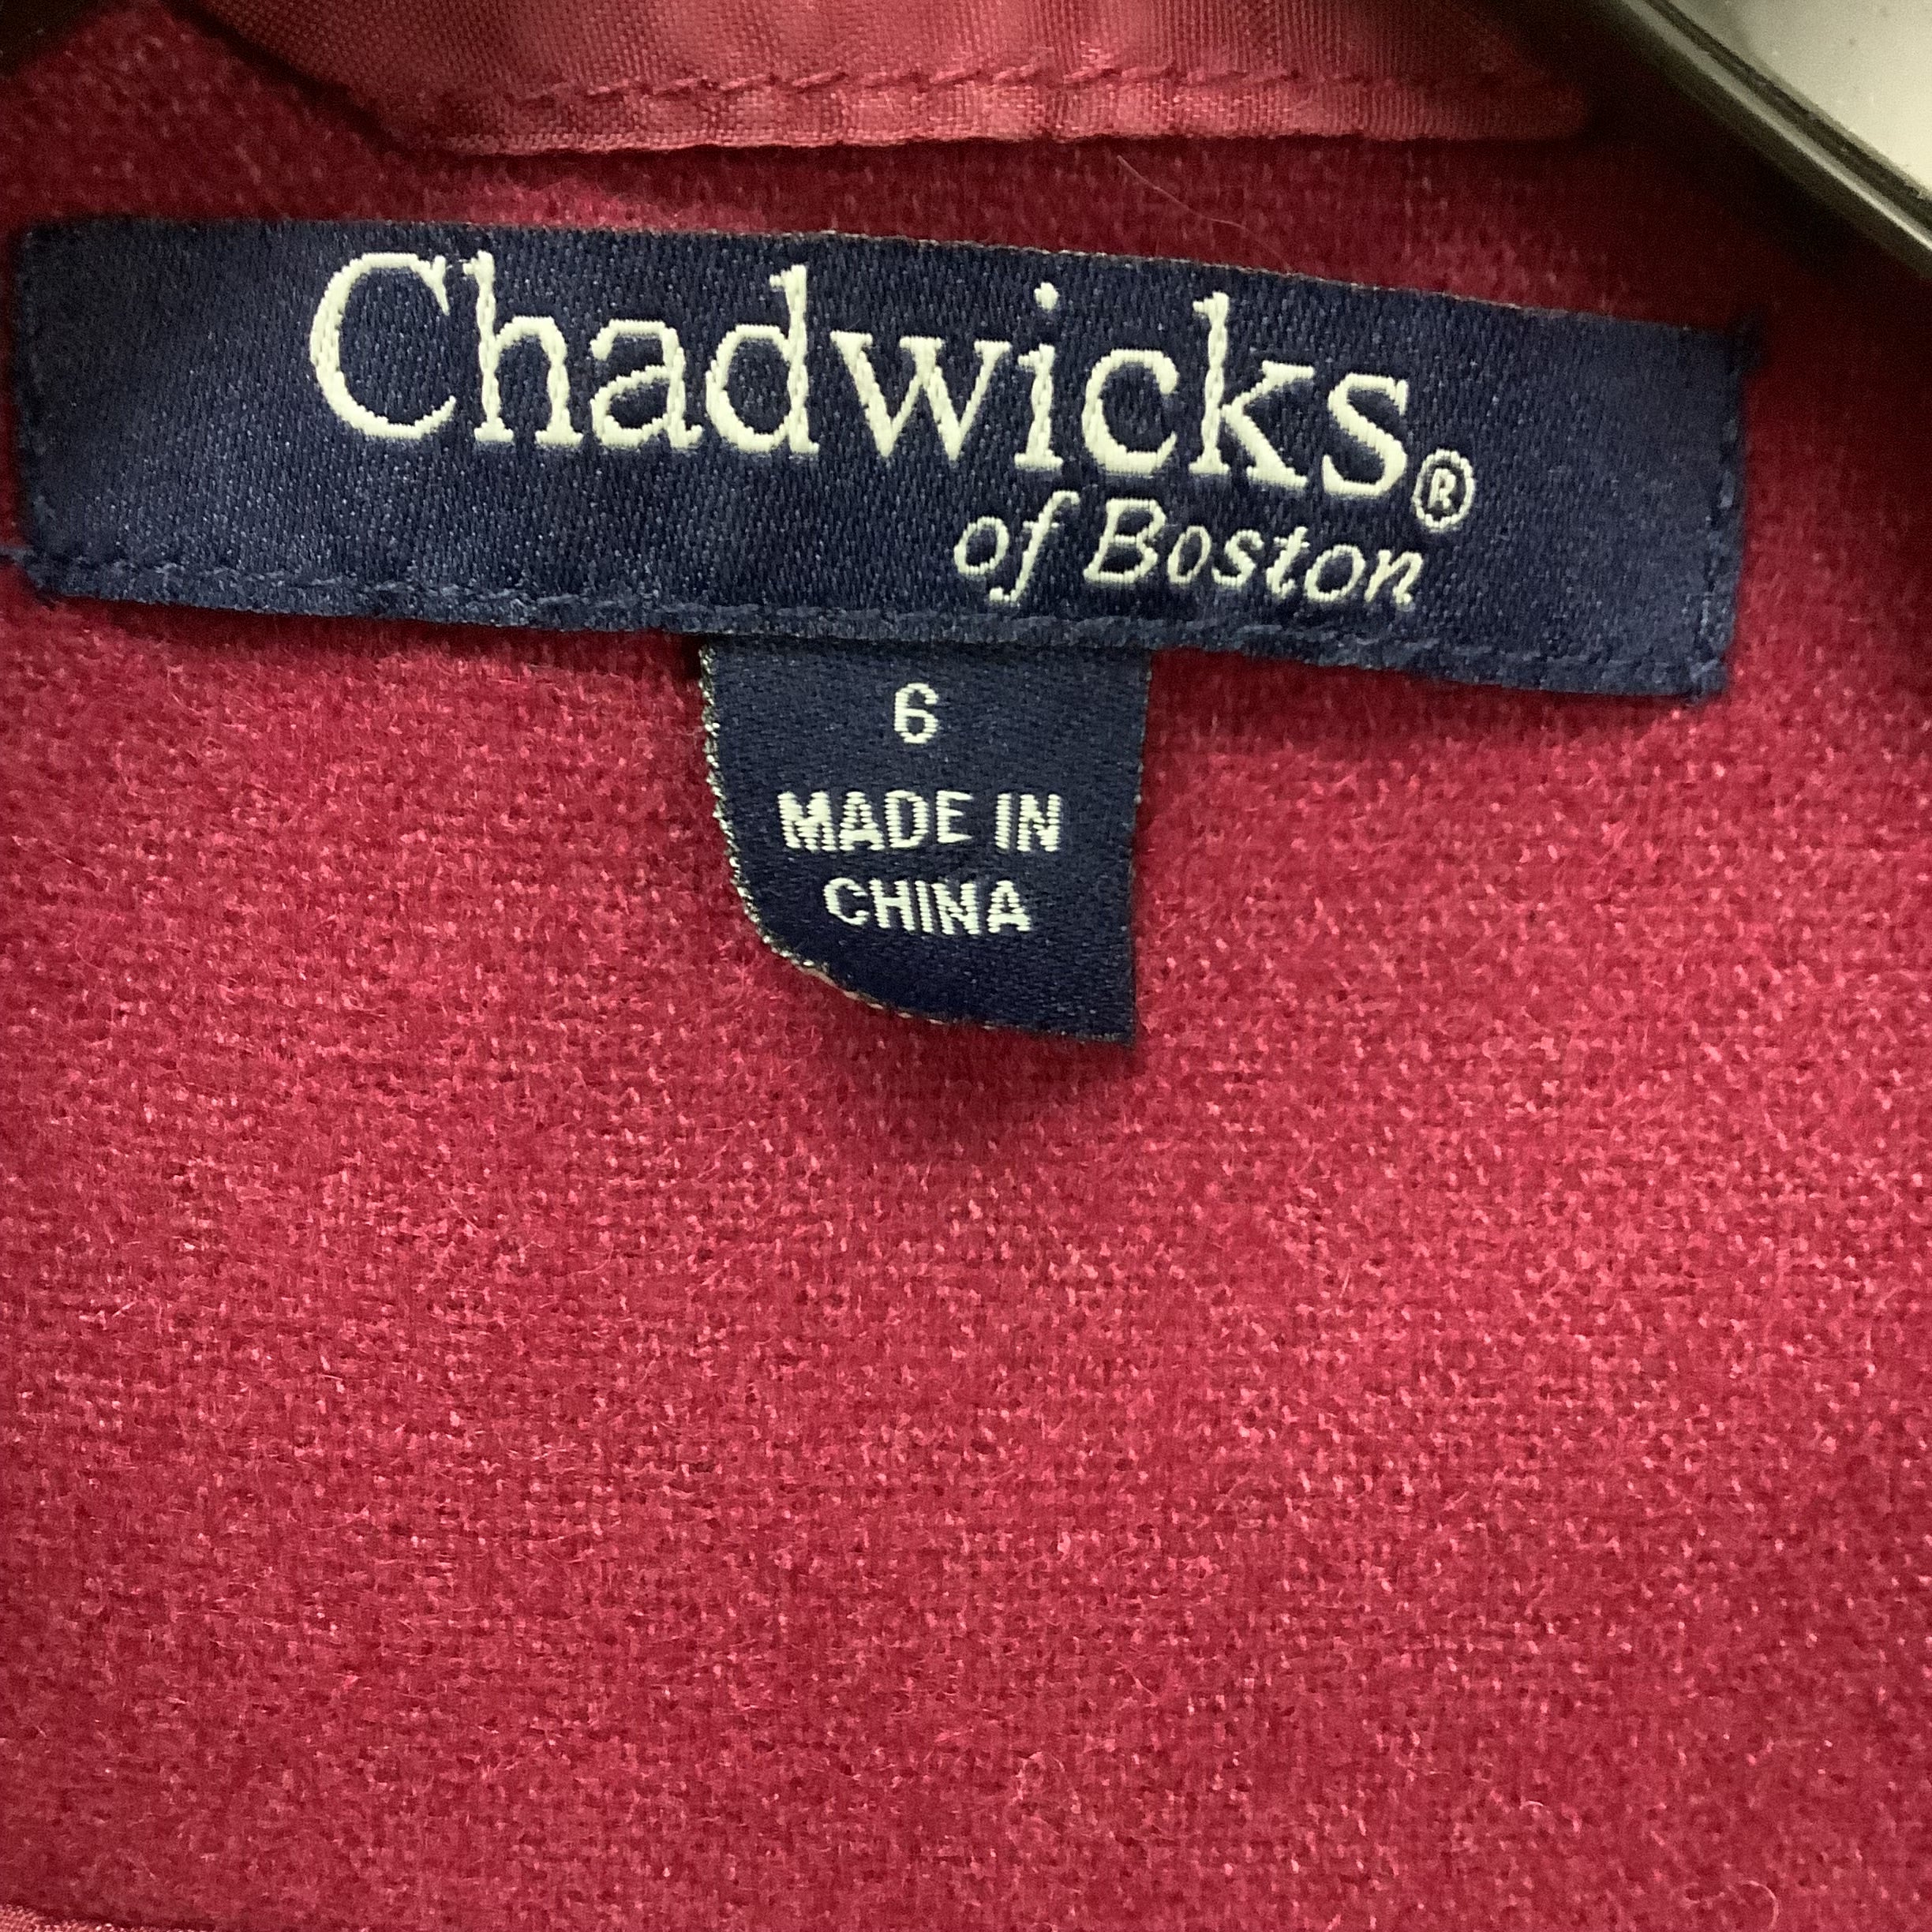 Chadwicks®
of Boston
6
MADE IN
CHINA